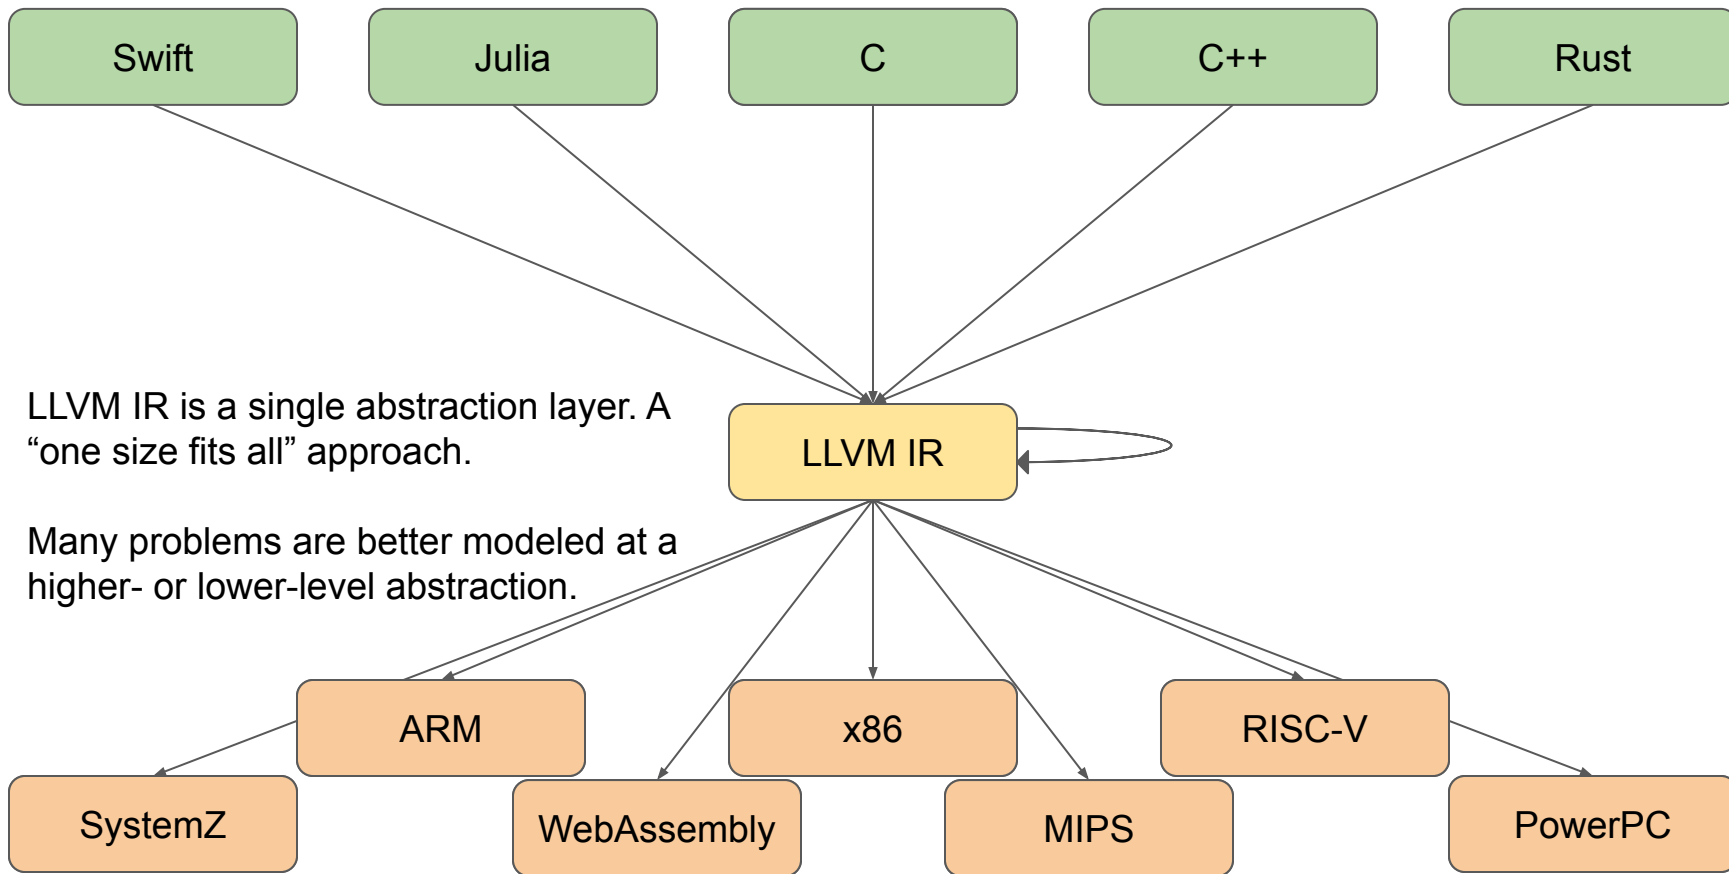 Swift
Julia
C
C++
Rust
LLVM IR is a single abstraction layer. A
“one size fits all” approach.
Many problems are better modeled at a
higher- or lower-level abstraction.
LLVM IR
ARM
x86
RISC-V
SystemZ
WebAssembly
MIPS
PowerPC